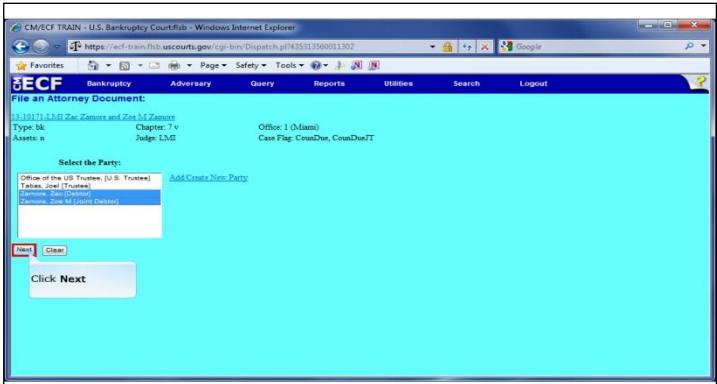 CM/ECF TRAIN - U.S. Bankruptcy Court:flsb - Windows Internet Explorer
https://ecf-train.flsb.uscourts.gov/cgi-bin/Dispatch.pl?435313560011302
Google
Favorites Page Safety Tools
ECF Bankruptcy Adversary Query Reports Utilities Search Logout ?
File an Attorney Document:
13-10171-LMI Zac Zamore and Zoe M Zamore
Type: bk Chapter: 7 v Office: 1 (Miami)
Assets: n Judge: LMI Case Flag: CounDue, CounDueJT
Select the Party:
Office of the US Trustee, [U.S. Trustee] Add/Create New Party
Tabas, Joel [Trustee]
Zamore, Zac [Debtor]
Zamore, Zoe M [Joint Debtor]
Next Clear
Click Next